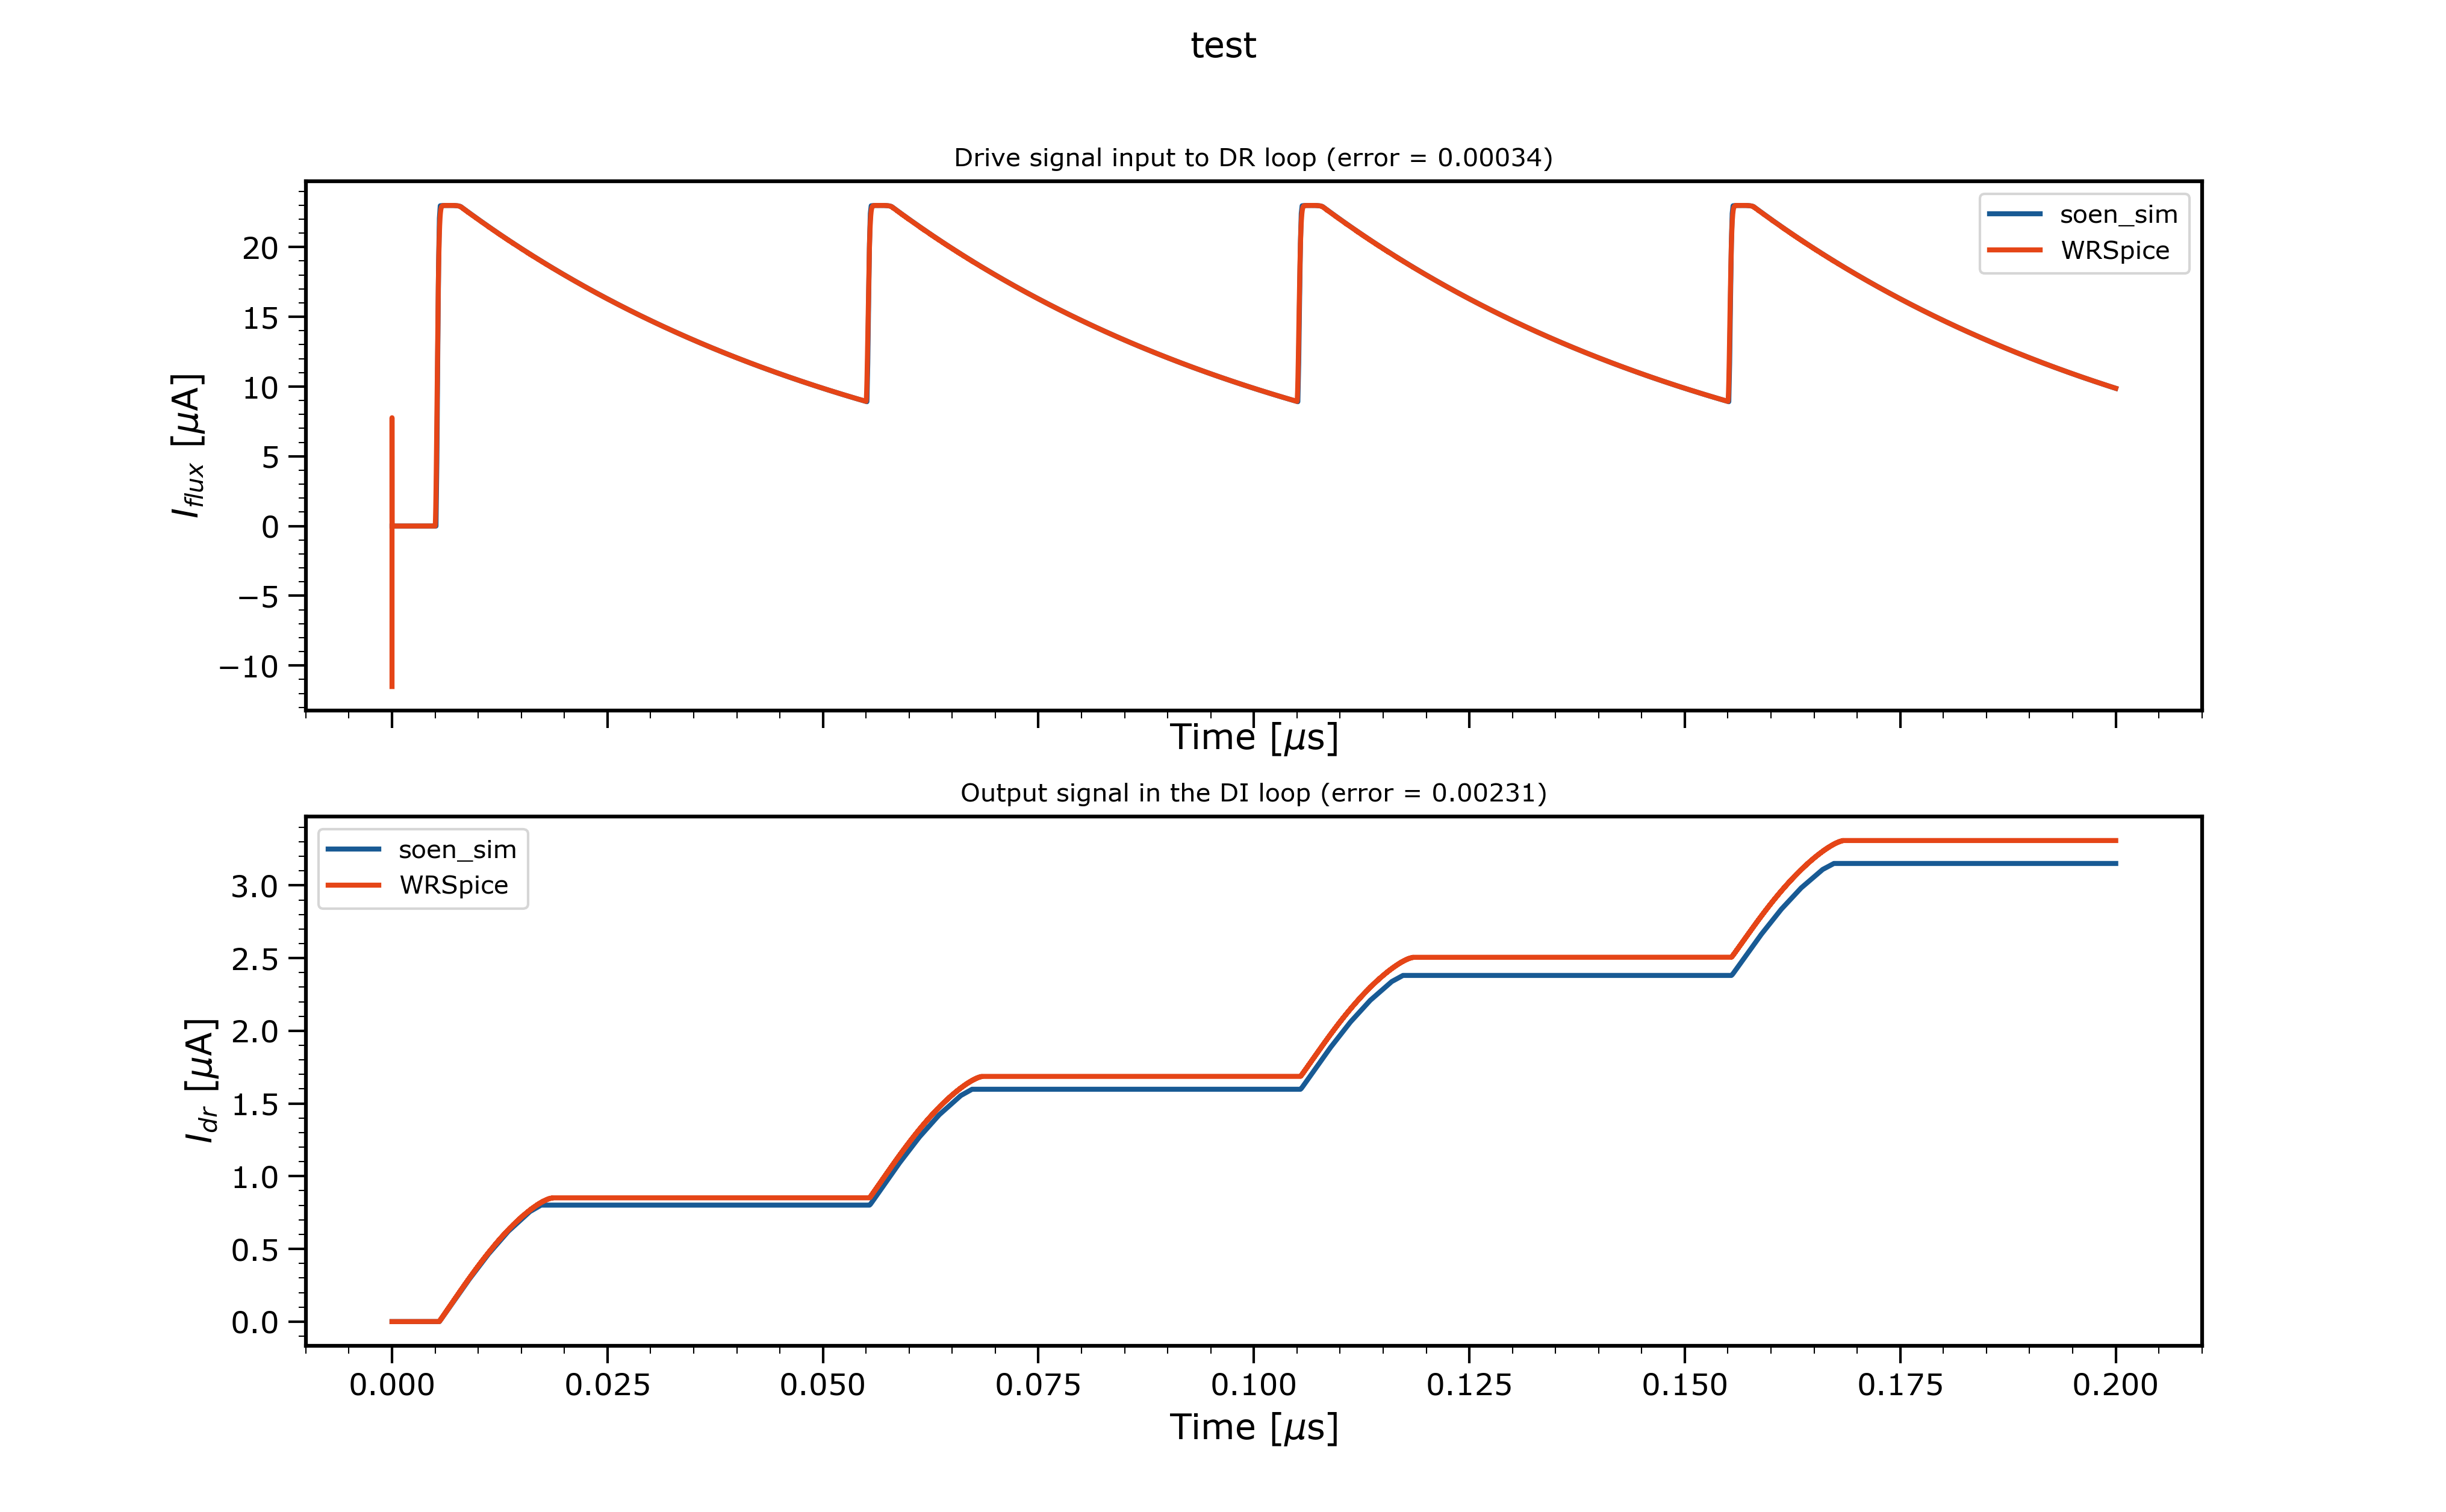 test
Drive signal input to DR loop (error = 0.00034)
soen_sim
WRSpice
20
15
10
5
0
−5
−10
I_flux [μA]
Time [μs]
Output signal in the DI loop (error = 0.00231)
soen_sim
WRSpice
3.0
2.5
2.0
1.5
1.0
0.5
0.0
I_dr [μA]
0.000 0.025 0.050 0.075 0.100 0.125 0.150 0.175 0.200
Time [μs]